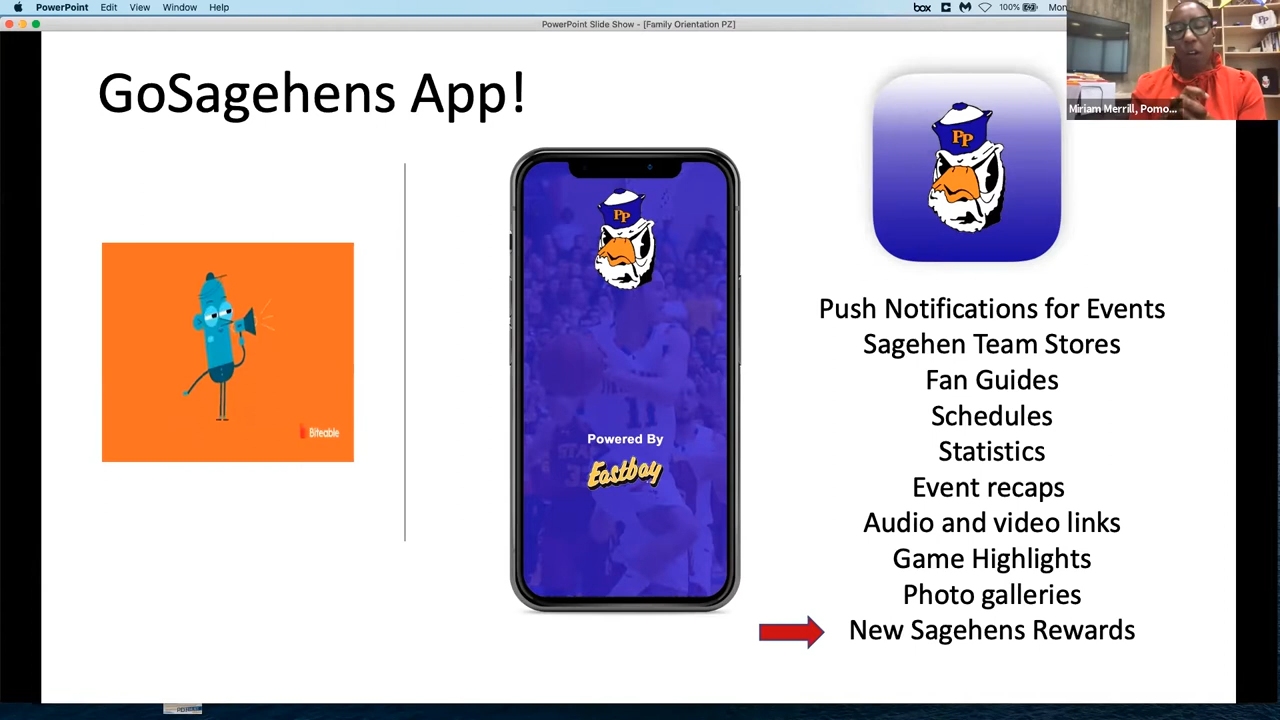 PowerPoint Edit View Window Help
box 100% Mon
PowerPoint Slide Show - [Family Orientation PZ]
Miriam Merrill, Pomo...
GoSagehens App!
PP
PP
Powered By
Eastbay
Biteable
Push Notifications for Events
Sagehen Team Stores
Fan Guides
Schedules
Statistics
Event recaps
Audio and video links
Game Highlights
Photo galleries
New Sagehens Rewards